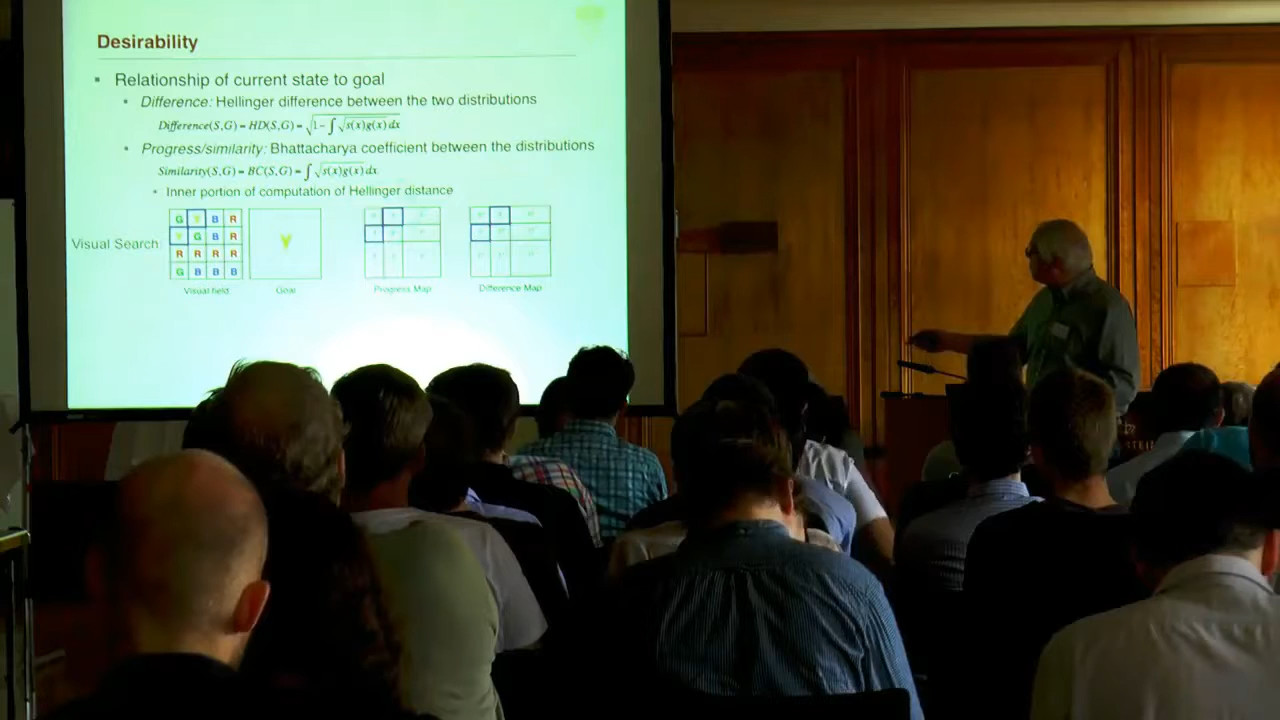 Desirability
Relationship of current state to goal
Difference: Hellinger difference between the two distributions
Difference(S,G) = HD(S,G) = √1 - ∫ √s(x)g(x) dx
Progress/similarity: Bhattacharya coefficient between the distributions
Similarity(S,G) = BC(S,G) = ∫ √s(x)g(x) dx
Inner portion of computation of Hellinger distance
Visual Search:
G Y B R
Y G B R
R R R R
G B B B
Y
Visual field Goal Progress Map Difference Map